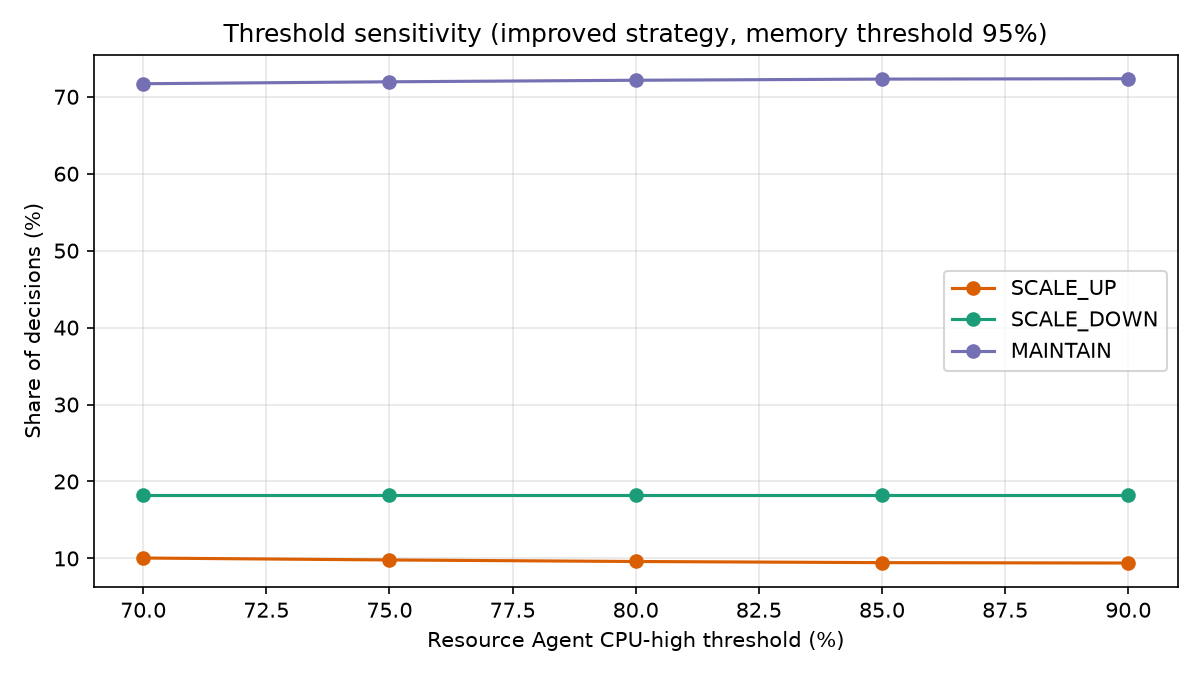 Threshold sensitivity (improved strategy, memory threshold 95%)
Share of decisions (%)
70
60
50
40
30
20
10
SCALE_UP
SCALE_DOWN
MAINTAIN
70.0 72.5 75.0 77.5 80.0 82.5 85.0 87.5 90.0
Resource Agent CPU-high threshold (%)